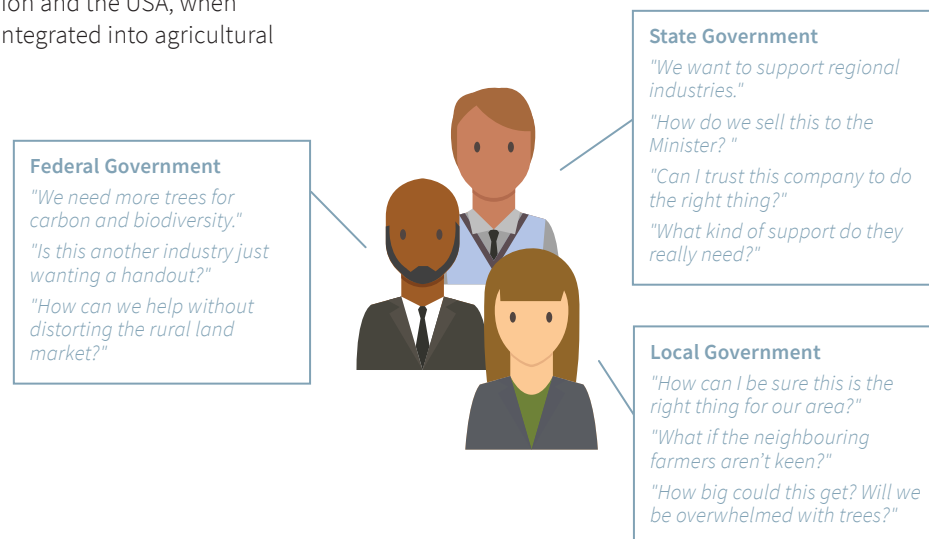 ion and the USA, when
ntegrated into agricultural
Federal Government
"We need more trees for
carbon and biodiversity."
"Is this another industry just
wanting a handout?"
"How can we help without
distorting the rural land
market?"
State Government
"We want to support regional
industries."
"How do we sell this to the
Minister? "
"Can I trust this company to do
the right thing?"
"What kind of support do they
really need?"
Local Government
"How can I be sure this is the
right thing for our area?"
"What if the neighbouring
farmers aren’t keen?"
"How big could this get? Will we
be overwhelmed with trees?"